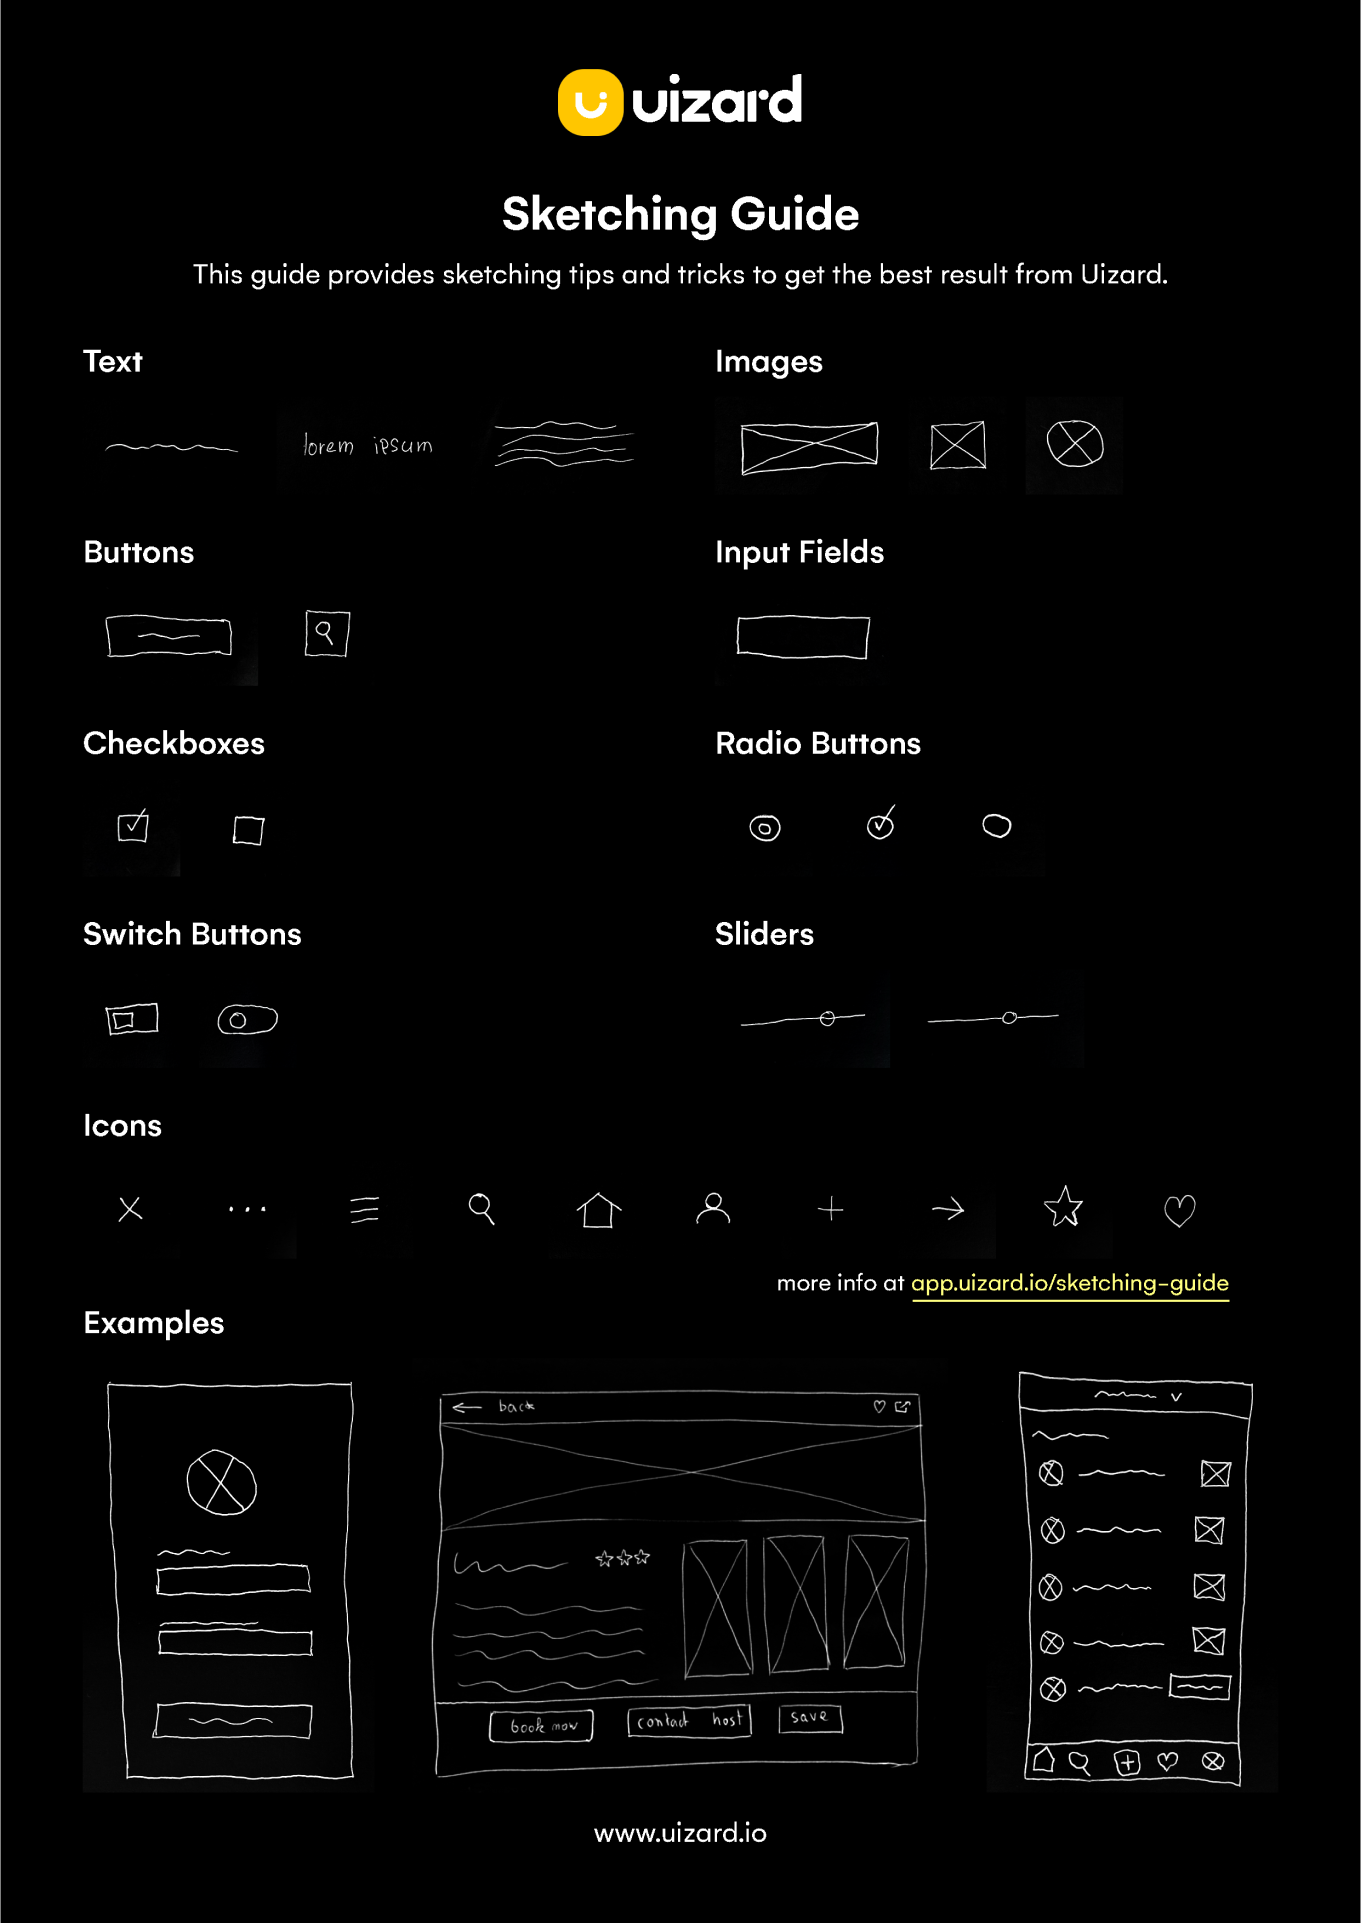 uizard
Sketching Guide
This guide provides sketching tips and tricks to get the best result from Uizard.
Text
Images
lorem ipsum
Buttons
Input Fields
Checkboxes
Radio Buttons
Switch Buttons
Sliders
Icons
more info at app.uizard.io/sketching-guide
Examples
back
book now
contact host
save
www.uizard.io